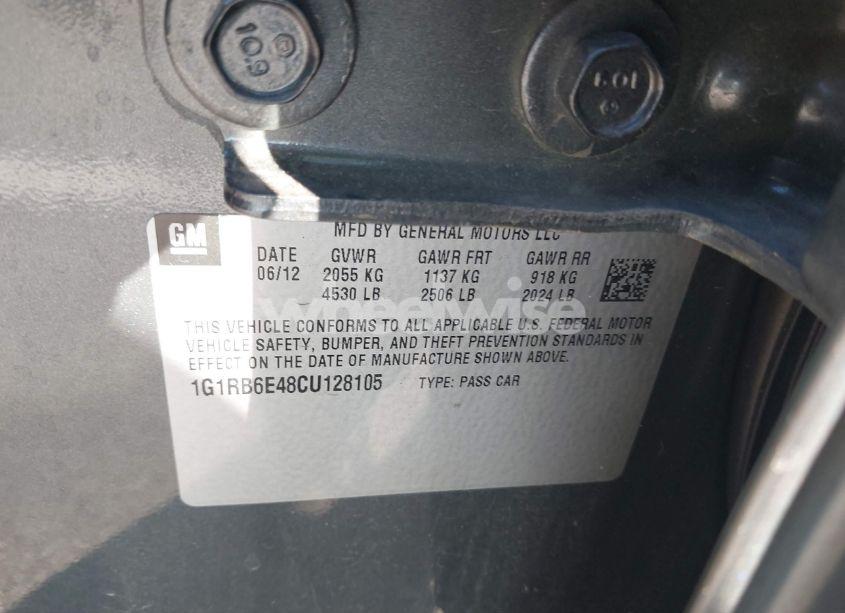 10.9
10.9
GM
MFD BY GENERAL MOTORS LLC
DATE GVWR GAWR FRT GAWR RR
06/12 2055 KG 1137 KG 918 KG
4530 LB 2506 LB 2024 LB
wheelwise
THIS VEHICLE CONFORMS TO ALL APPLICABLE U.S. FEDERAL MOTOR
VEHICLE SAFETY, BUMPER, AND THEFT PREVENTION STANDARDS IN
EFFECT ON THE DATE OF MANUFACTURE SHOWN ABOVE.
1G1RB6E48CU128105 TYPE: PASS CAR